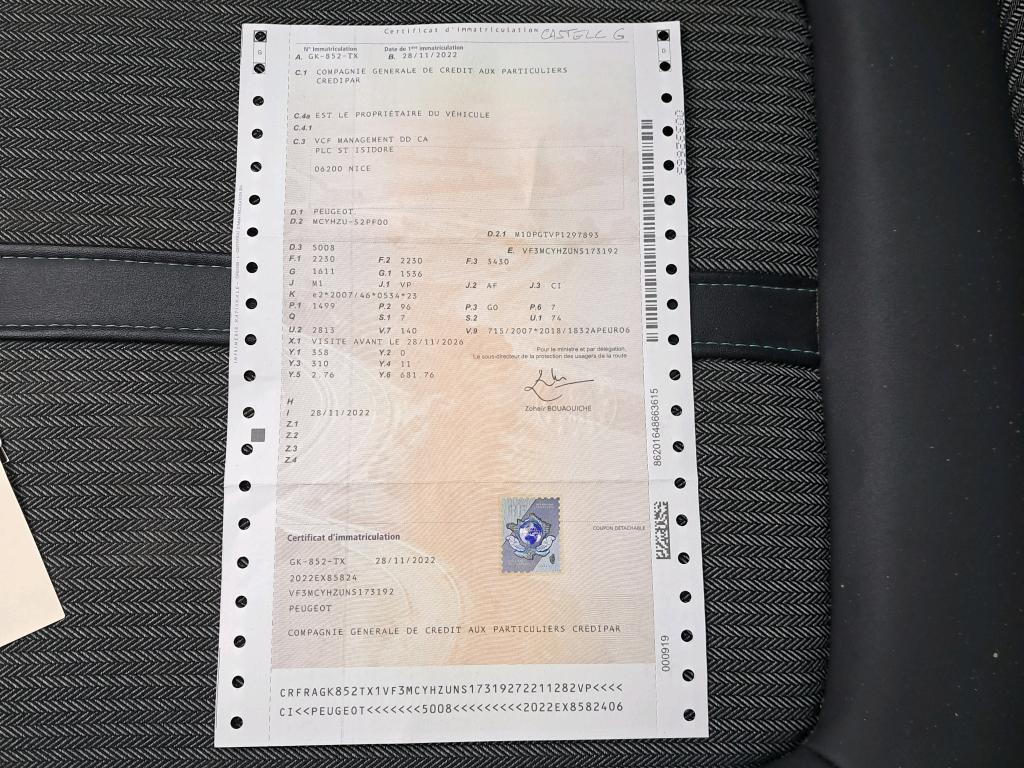 Certificat d'immatriculation CASTELL G
N° Immatriculation Date de 1ère immatriculation
A. GK-852-TX B. 28/11/2022
G D
C.1 COMPAGNIE GENERALE DE CREDIT AUX PARTICULIERS
CREDIPAR
C.4a EST LE PROPRIÉTAIRE DU VÉHICULE
C.4.1
C.3 VCF MANAGEMENT DD CA
PLC ST ISIDORE
06200 NICE
D.1 PEUGEOT
D.2 MCYHZU-S2PF00
D.2.1 M10PGTVP1297893
D.3 5008 E. VF3MCYHZUNS173192
F.1 2230 F.2 2230 F.3 3430
G 1611 G.1 1536
J M1 J.1 VP J.2 AF J.3 CI
K e2*2007/46*0534*23
P.1 1499 P.2 96 P.3 GO P.6 7
Q S.1 7 S.2 U.1 74
U.2 2813 V.7 140 V.9 715/2007*2018/1832APEURO6
X.1 VISITE AVANT LE 28/11/2026
Y.1 358 Y.2 0
Y.3 310 Y.4 11
Y.5 2.76 Y.6 681.76
Pour le ministre et par délégation,
Le sous-directeur de la protection des usagers de la route
Zoheir BOUAOUICHE
H
I 28/11/2022
Z.1
Z.2
Z.3
Z.4
COUPON DÉTACHABLE
Certificat d'immatriculation
GK-852-TX 28/11/2022
2022EX85824
VF3MCYHZUNS173192
PEUGEOT
COMPAGNIE GENERALE DE CREDIT AUX PARTICULIERS CREDIPAR
CRFRAGK852TX1VF3MCYHZUNS17319272211282VP<<<<
CI<<PEUGEOT<<<<<<<5008<<<<<<<<<2022EX8582406
86201648663615
000919